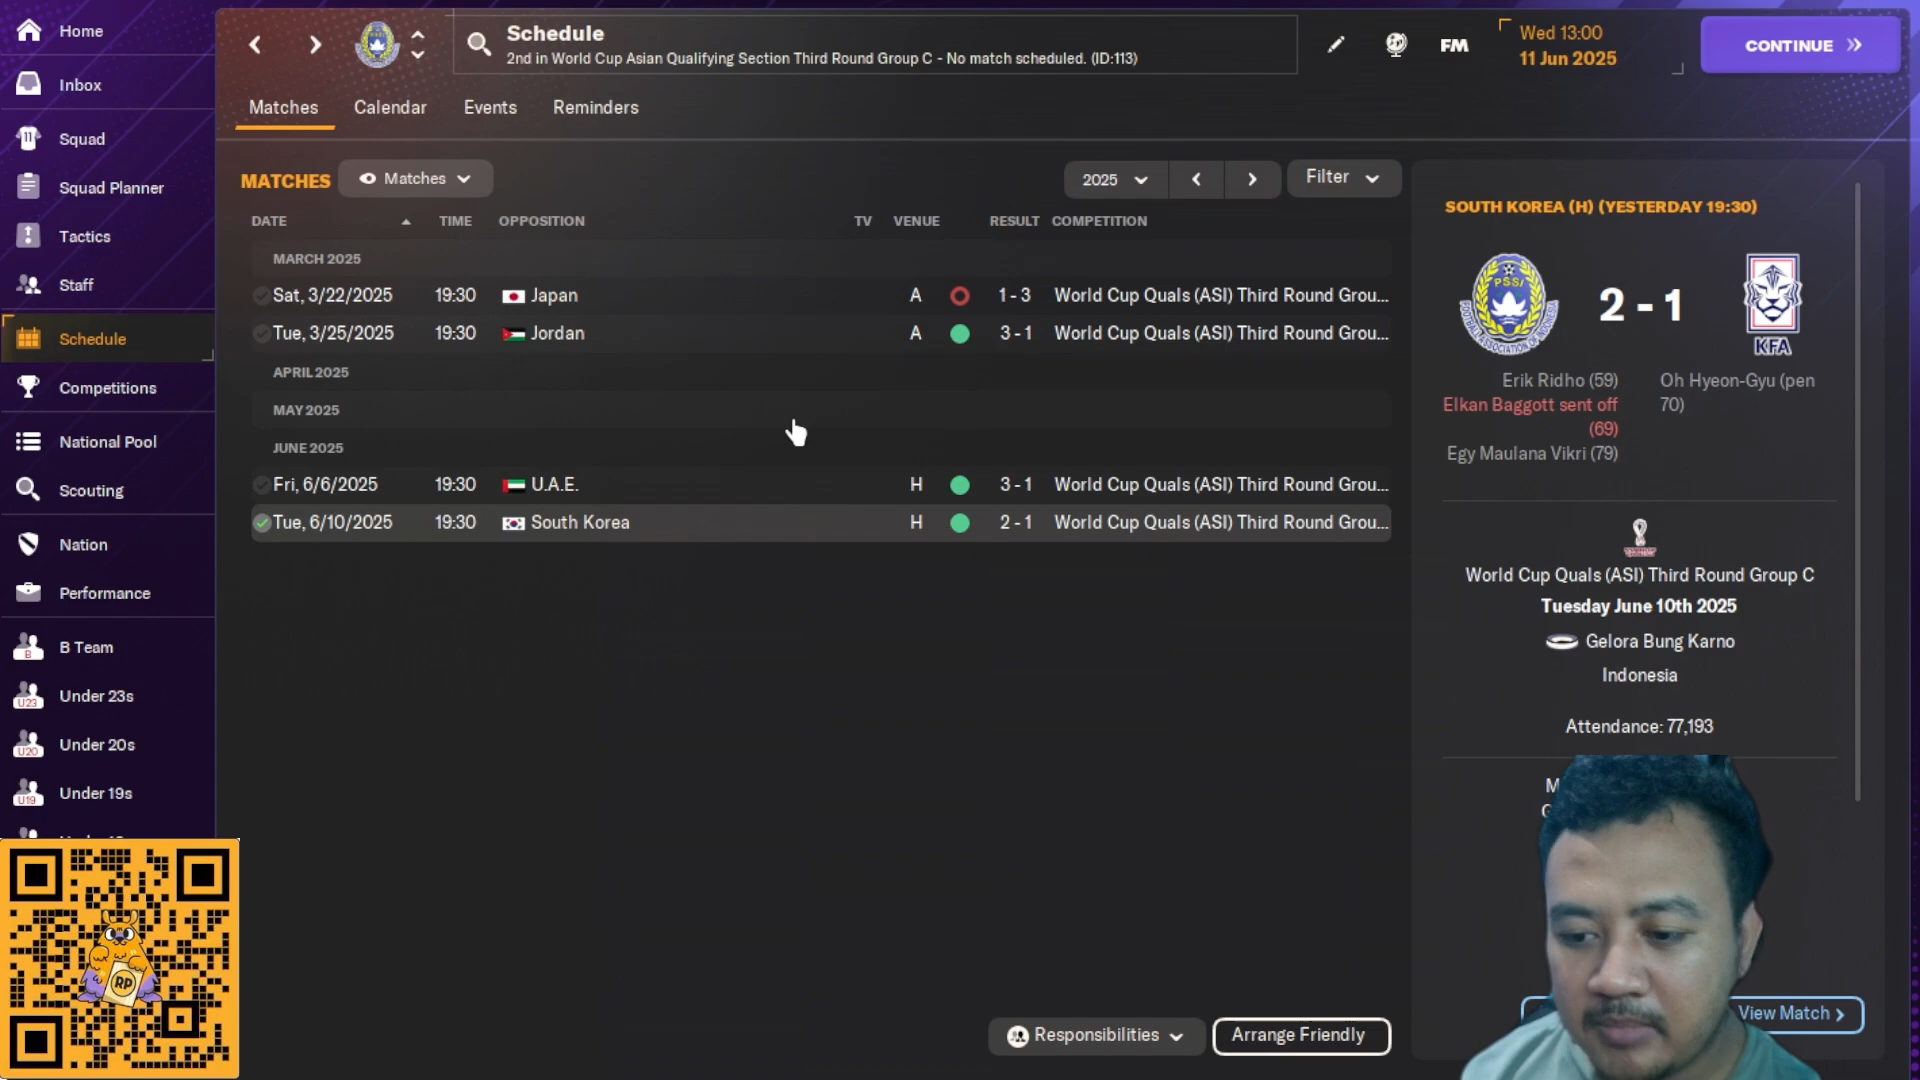 Home
Inbox
Squad
Squad Planner
Tactics
Staff
Schedule
Competitions
National Pool
Scouting
Nation
Performance
B Team
Under 23s
Under 20s
Under 19s
Schedule
2nd in World Cup Asian Qualifying Section Third Round Group C - No match scheduled. (ID:113)
FM
Wed 13:00
11 Jun 2025
CONTINUE
Matches Calendar Events Reminders
MATCHES Matches 2025 Filter
DATE TIME OPPOSITION TV VENUE RESULT COMPETITION
MARCH 2025
Sat, 3/22/2025 19:30 Japan A 1 - 3 World Cup Quals (ASI) Third Round Grou...
Tue, 3/25/2025 19:30 Jordan A 3 - 1 World Cup Quals (ASI) Third Round Grou...
APRIL 2025
MAY 2025
JUNE 2025
Fri, 6/6/2025 19:30 U.A.E. H 3 - 1 World Cup Quals (ASI) Third Round Grou...
Tue, 6/10/2025 19:30 South Korea H 2 - 1 World Cup Quals (ASI) Third Round Grou...
Responsibilities Arrange Friendly
SOUTH KOREA (H) (YESTERDAY 19:30)
PSSI
2 - 1
KFA
Erik Ridho (59)
Elkan Baggott sent off
(69)
Egy Maulana Vikri (79)
Oh Hyeon-Gyu (pen
70)
World Cup Quals (ASI) Third Round Group C
Tuesday June 10th 2025
Gelora Bung Karno
Indonesia
Attendance: 77,193
View Match
11
B
U23
U20
U19
RP